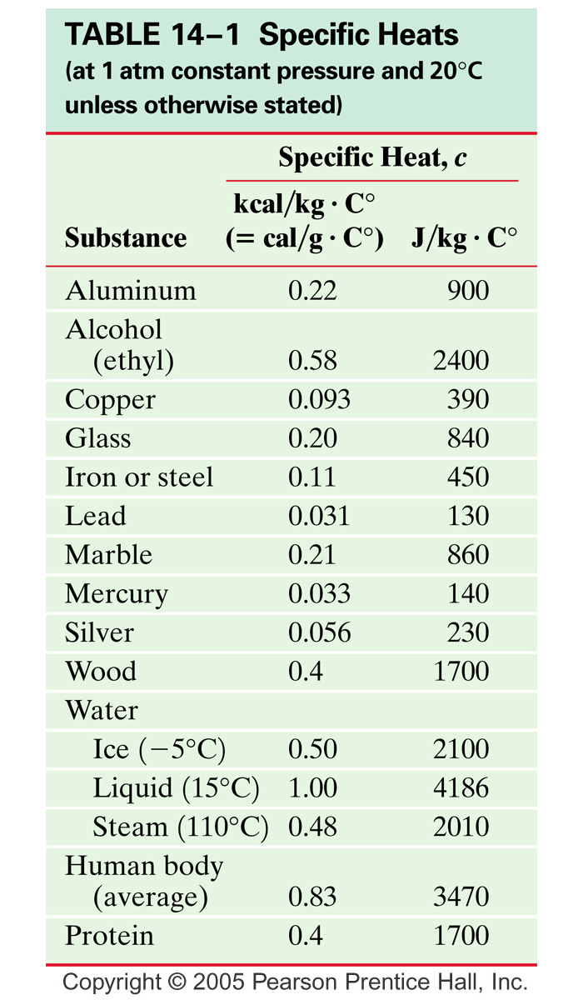 TABLE 14–1 Specific Heats
(at 1 atm constant pressure and 20°C
unless otherwise stated)
Specific Heat, c
kcal/kg · C°
Substance (= cal/g · C°) J/kg · C°
Aluminum 0.22 900
Alcohol
(ethyl) 0.58 2400
Copper 0.093 390
Glass 0.20 840
Iron or steel 0.11 450
Lead 0.031 130
Marble 0.21 860
Mercury 0.033 140
Silver 0.056 230
Wood 0.4 1700
Water
Ice (−5°C) 0.50 2100
Liquid (15°C) 1.00 4186
Steam (110°C) 0.48 2010
Human body
(average) 0.83 3470
Protein 0.4 1700
Copyright © 2005 Pearson Prentice Hall, Inc.